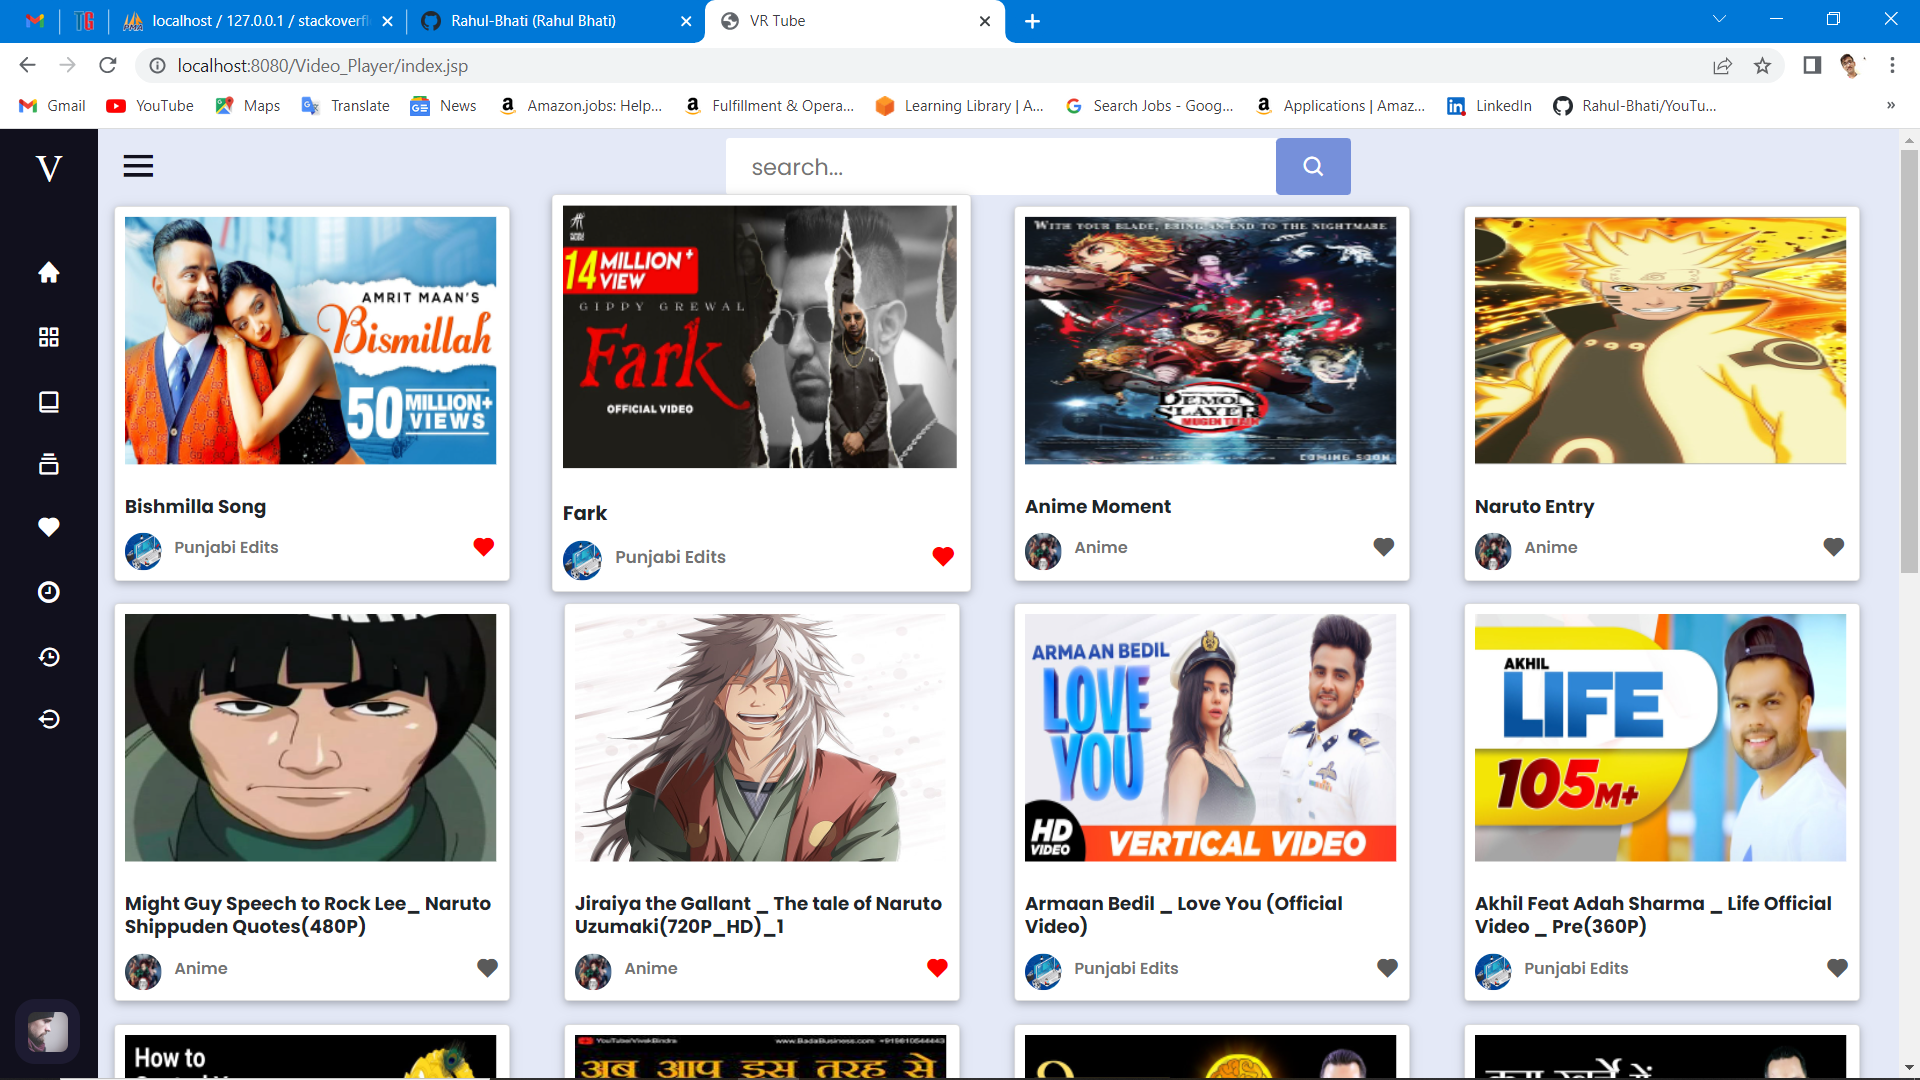 localhost / 127.0.0.1 / stackoverfl
Rahul-Bhati (Rahul Bhati)
VR Tube
localhost:8080/Video_Player/index.jsp
Gmail
YouTube
Maps
Translate
News
Amazon.jobs: Help...
Fulfillment & Opera...
Learning Library | A...
Search Jobs - Goog...
Applications | Amaz...
LinkedIn
Rahul-Bhati/YouTu...
»
V
search...
AMRIT MAAN'S
Bismillah
50 MILLION+
VIEWS
14 MILLION+
VIEW
GIPPY GREWAL
Fark
OFFICIAL VIDEO
WITH YOUR BLADE, BRING AN END TO THE NIGHTMARE
DEMON
SLAYER
MUGEN TRAIN
COMING SOON
Bishmilla Song
Punjabi Edits
Fark
Punjabi Edits
Anime Moment
Anime
Naruto Entry
Anime
ARMAAN BEDIL
LOVE
YOU
HD
VIDEO
VERTICAL VIDEO
AKHIL
LIFE
105M+
Might Guy Speech to Rock Lee_ Naruto
Shippuden Quotes(480P)
Anime
Jiraiya the Gallant _ The tale of Naruto
Uzumaki(720P_HD)_1
Anime
Armaan Bedil _ Love You (Official
Video)
Punjabi Edits
Akhil Feat Adah Sharma _ Life Official
Video _ Pre(360P)
Punjabi Edits
How to
YouTube/VivekBindra
www.BadaBusiness.com +919810544443
अब आप इस तरह से